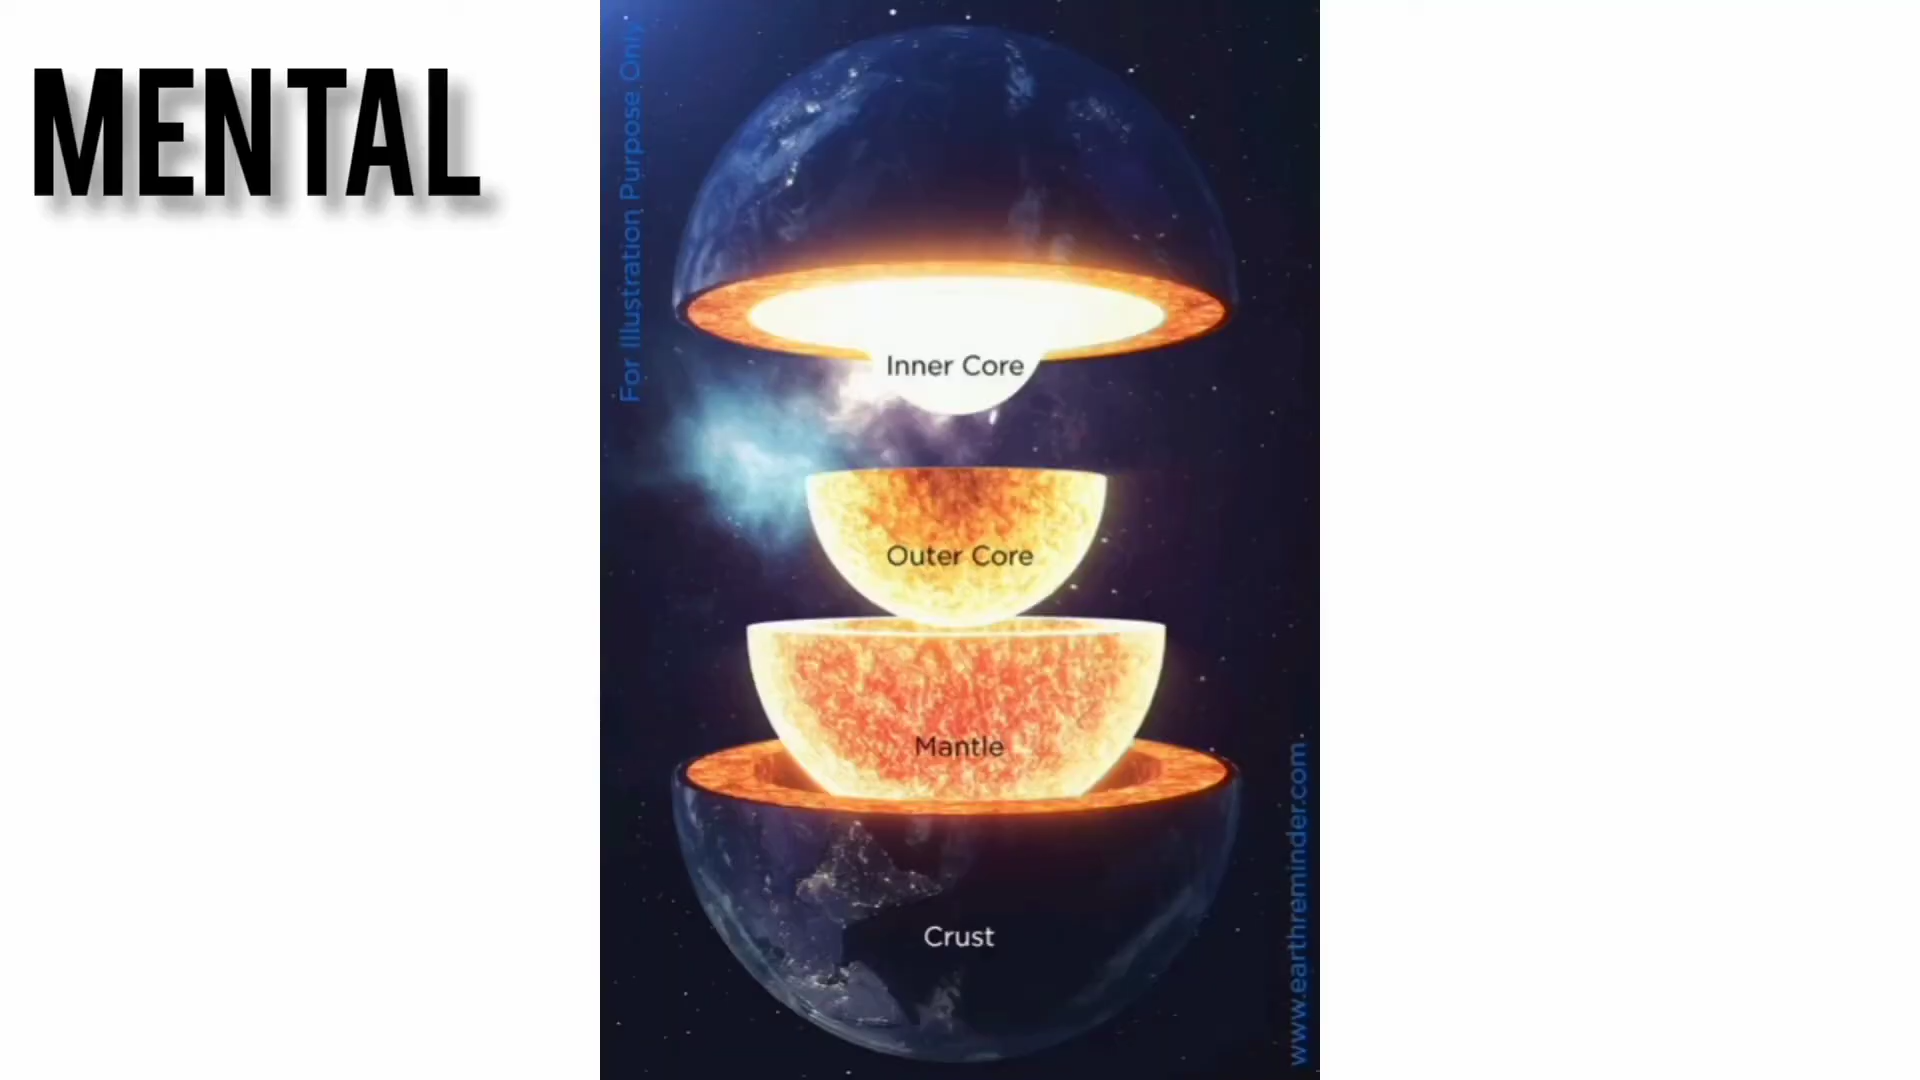 MENTAL
For Illustration Purpose Only
Inner Core
Outer Core
Mantle
Crust
www.earthreminder.com